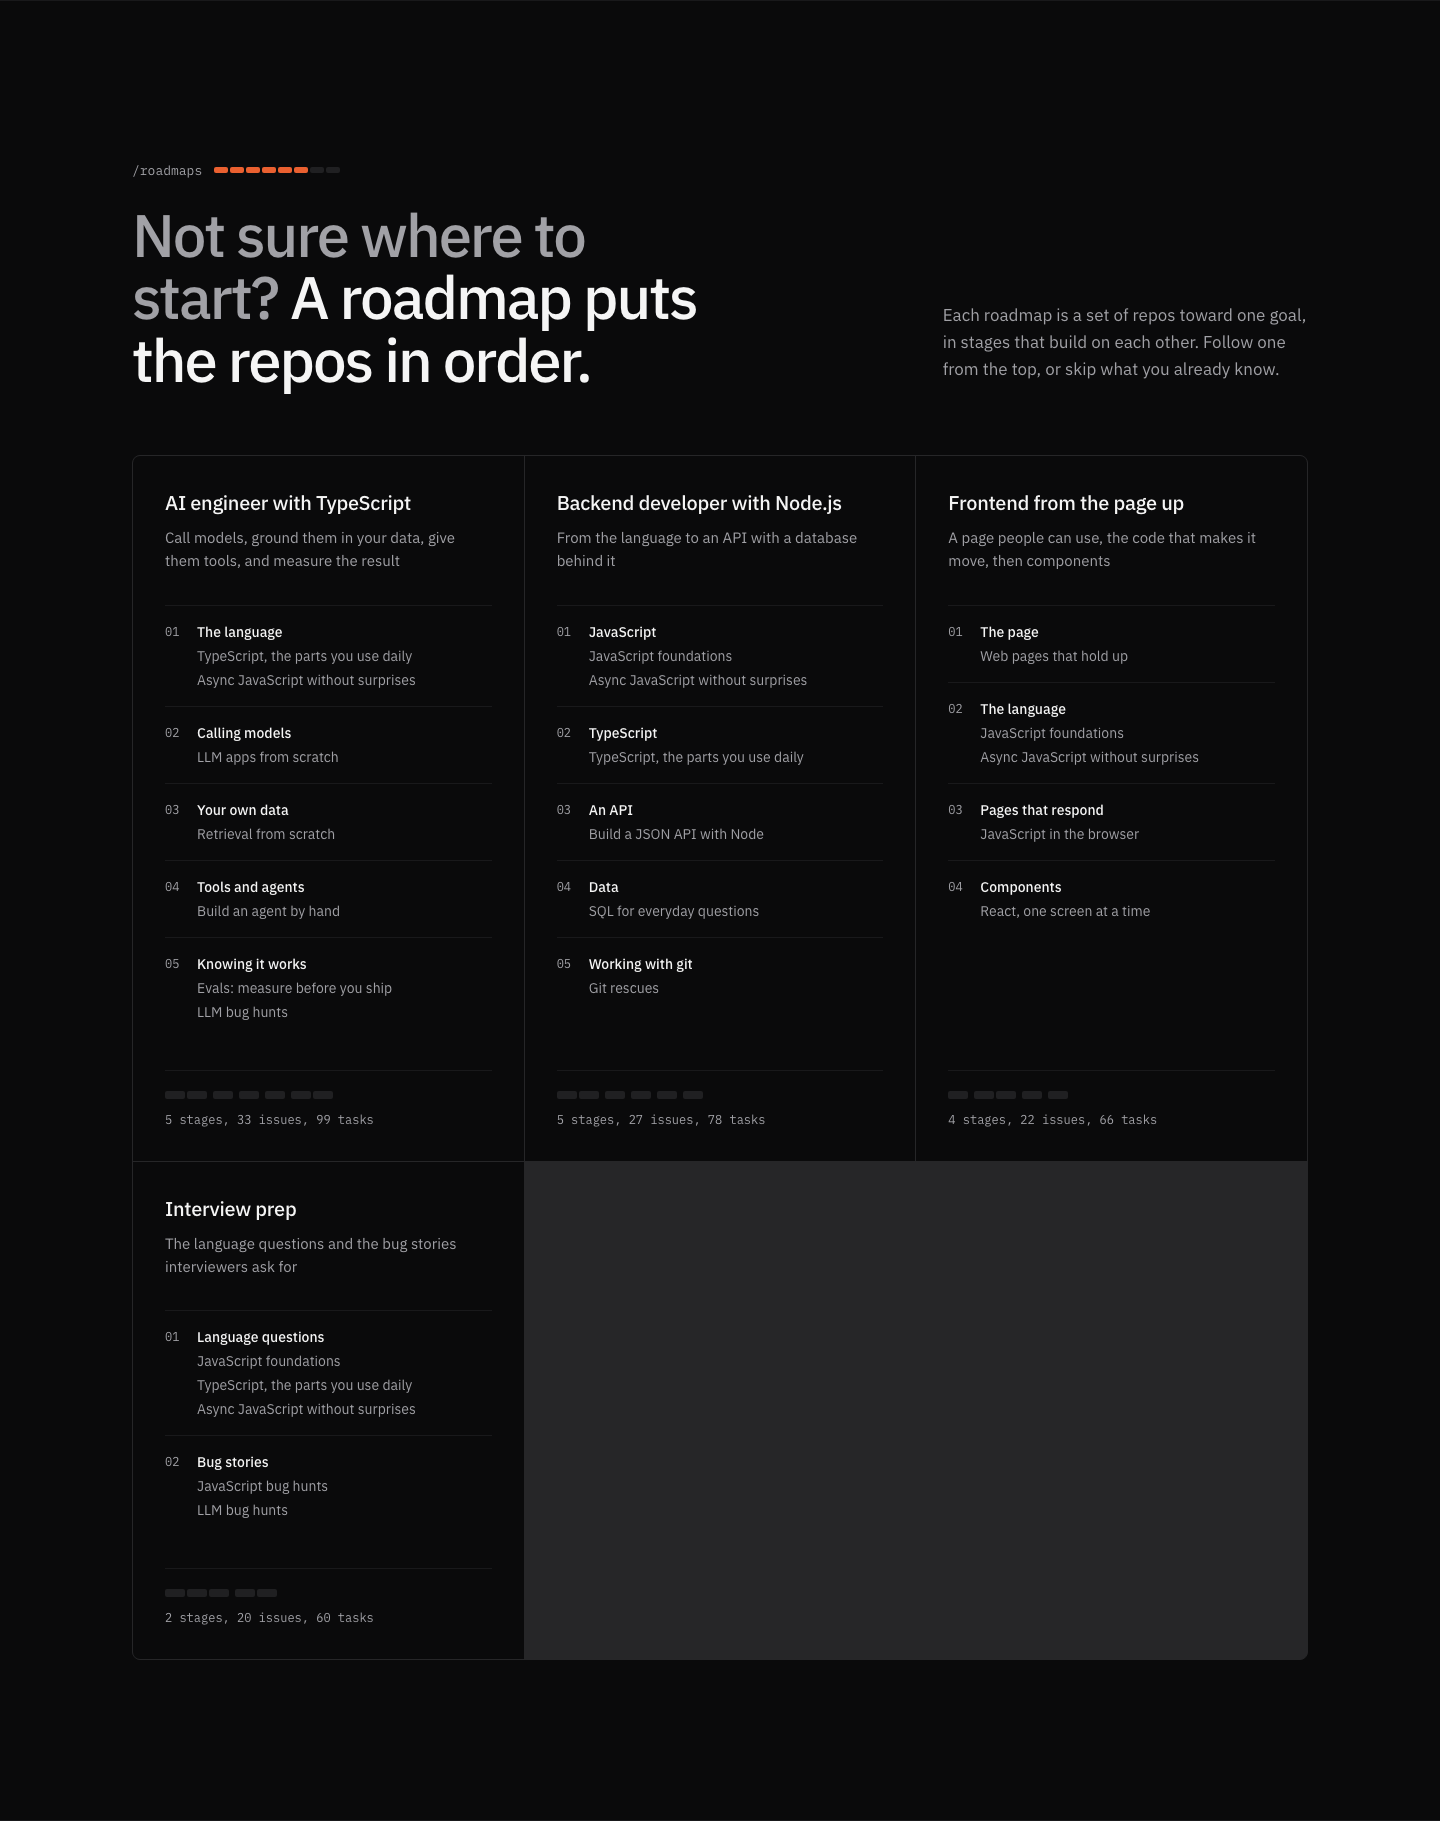 /roadmaps
Not sure where to
start? A roadmap puts
the repos in order.
Each roadmap is a set of repos toward one goal,
in stages that build on each other. Follow one
from the top, or skip what you already know.
AI engineer with TypeScript
Call models, ground them in your data, give
them tools, and measure the result
01 The language
TypeScript, the parts you use daily
Async JavaScript without surprises
02 Calling models
LLM apps from scratch
03 Your own data
Retrieval from scratch
04 Tools and agents
Build an agent by hand
05 Knowing it works
Evals: measure before you ship
LLM bug hunts
5 stages, 33 issues, 99 tasks
Backend developer with Node.js
From the language to an API with a database
behind it
01 JavaScript
JavaScript foundations
Async JavaScript without surprises
02 TypeScript
TypeScript, the parts you use daily
03 An API
Build a JSON API with Node
04 Data
SQL for everyday questions
05 Working with git
Git rescues
5 stages, 27 issues, 78 tasks
Frontend from the page up
A page people can use, the code that makes it
move, then components
01 The page
Web pages that hold up
02 The language
JavaScript foundations
Async JavaScript without surprises
03 Pages that respond
JavaScript in the browser
04 Components
React, one screen at a time
4 stages, 22 issues, 66 tasks
Interview prep
The language questions and the bug stories
interviewers ask for
01 Language questions
JavaScript foundations
TypeScript, the parts you use daily
Async JavaScript without surprises
02 Bug stories
JavaScript bug hunts
LLM bug hunts
2 stages, 20 issues, 60 tasks